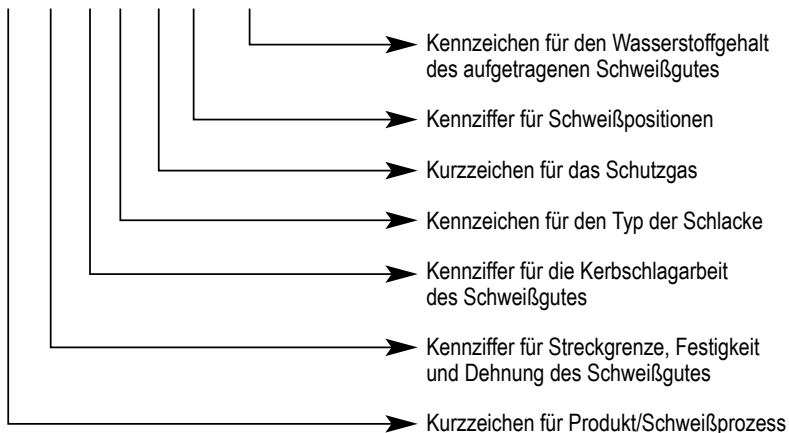 Kennzeichen für den Wasserstoffgehalt
des aufgetragenen Schweißgutes
Kennziffer für Schweißpositionen
Kurzzeichen für das Schutzgas
Kennzeichen für den Typ der Schlacke
Kennziffer für die Kerbschlagarbeit
des Schweißgutes
Kennziffer für Streckgrenze, Festigkeit
und Dehnung des Schweißgutes
Kurzzeichen für Produkt/Schweißprozess